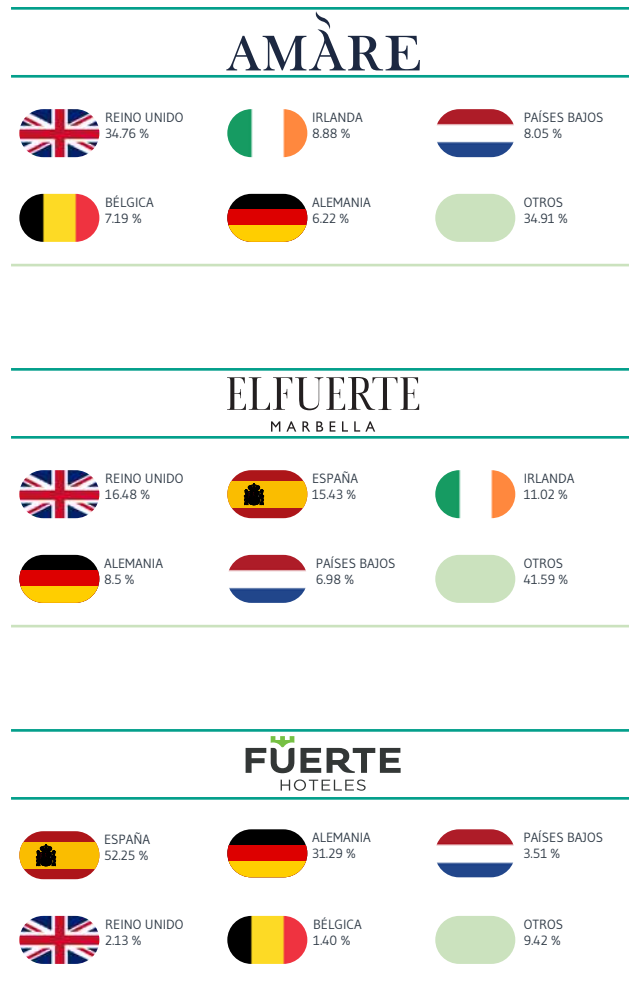 AMÀRE
REINO UNIDO
34.76 %
IRLANDA
8.88 %
PAÍSES BAJOS
8.05 %
BÉLGICA
7.19 %
ALEMANIA
6.22 %
OTROS
34.91 %
ELFUERTE
MARBELLA
REINO UNIDO
16.48 %
ESPAÑA
15.43 %
IRLANDA
11.02 %
ALEMANIA
8.5 %
PAÍSES BAJOS
6.98 %
OTROS
41.59 %
FUERTE
HOTELES
ESPAÑA
52.25 %
ALEMANIA
31.29 %
PAÍSES BAJOS
3.51 %
REINO UNIDO
2.13 %
BÉLGICA
1.40 %
OTROS
9.42 %